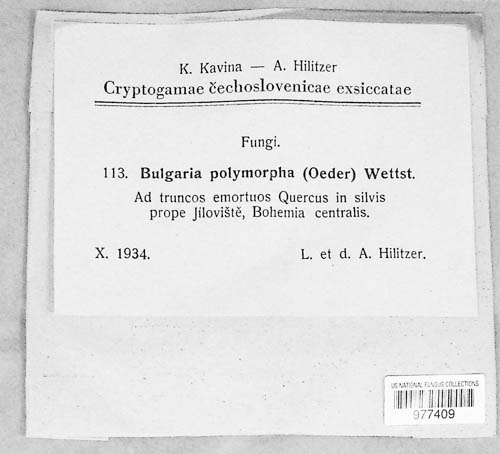 K. Kavina — A. Hilitzer
Cryptogamae čechoslovenicae exsiccatae
Fungi.
113. Bulgaria polymorpha (Oeder) Wettst.
Ad truncos emortuos Quercus in silvis
prope Jíloviště, Bohemia centralis.
X. 1934. L. et d. A. Hilitzer.
US NATIONAL FUNGUS COLLECTIONS
977409